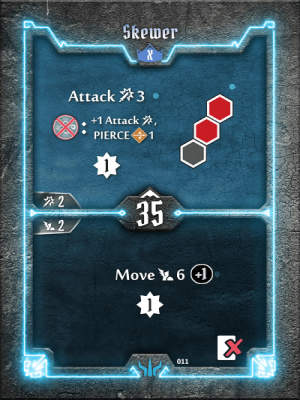 Skewer
X
Attack 3
+1 Attack ,
PIERCE 1
1
2
35
2
Move 6 +1
1
011